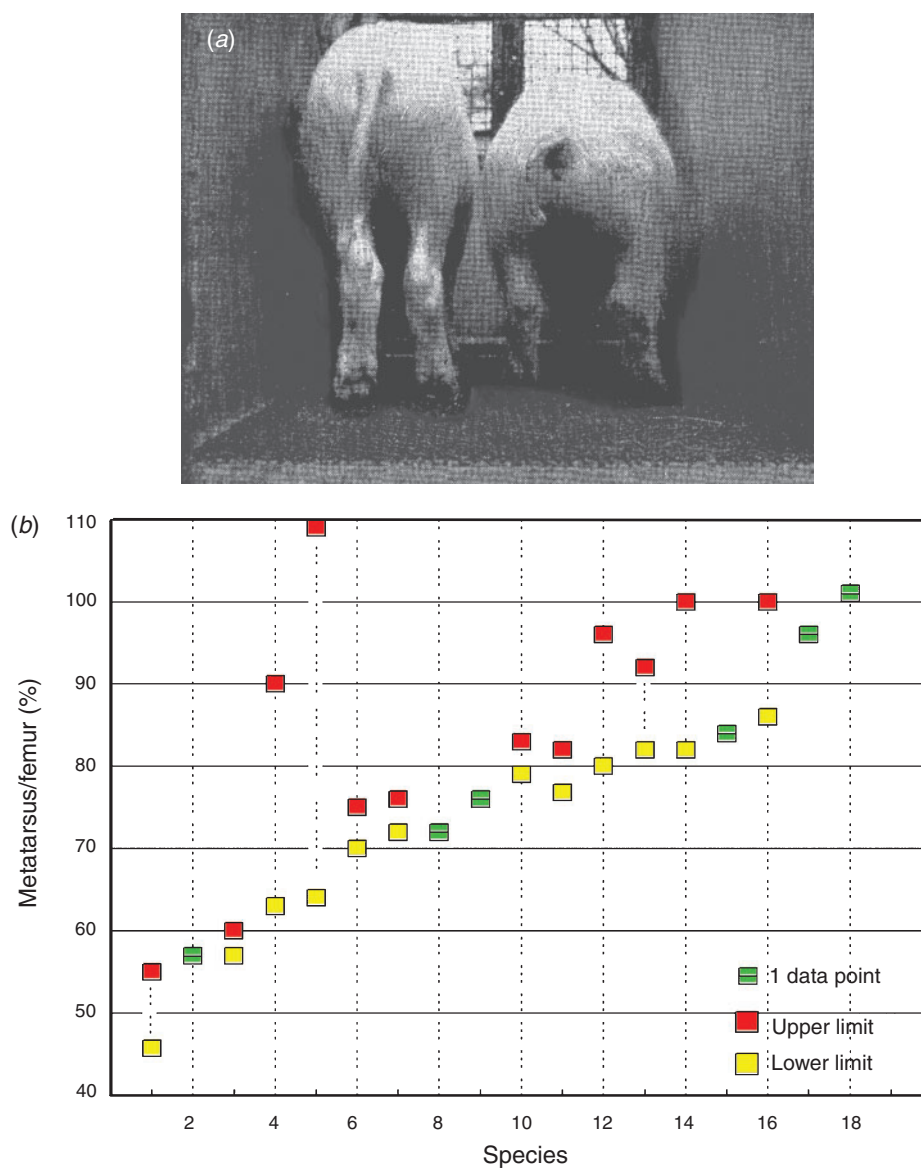 (a)
(b)
110
100
90
80
70
60
50
40
Metatarsus/femur (%)
1 data point
Upper limit
Lower limit
2 4 6 8 10 12 14 16 18
Species